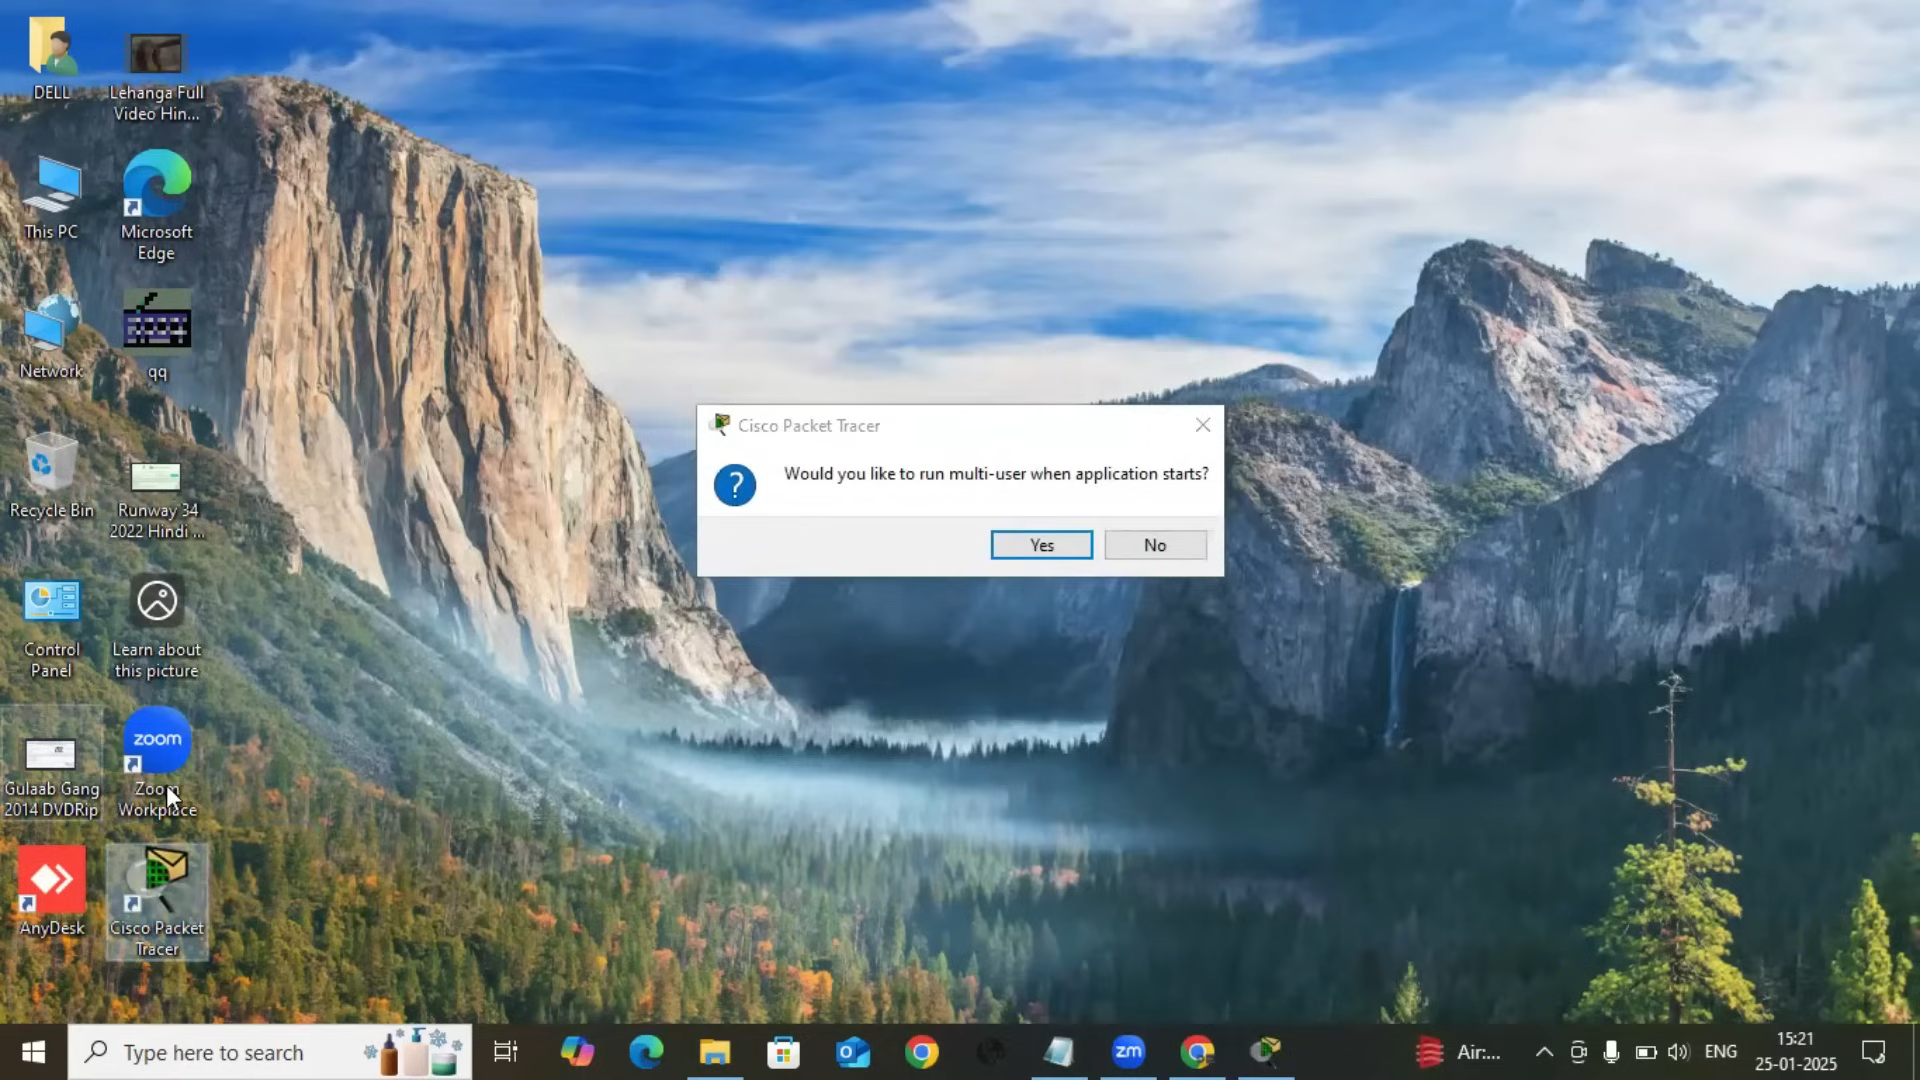 DELL
Lehanga Full
Video Hin...
This PC
Microsoft
Edge
Network
qq
Recycle Bin
Runway 34
2022 Hindi ...
Control
Panel
Learn about
this picture
zoom
Gulaab Gang
2014 DVDRip
Zoom
Workplace
AnyDesk
Cisco Packet
Tracer
Cisco Packet Tracer
?
Would you like to run multi-user when application starts?
Yes
No
Type here to search
zm
Air:...
ENG
15:21
25-01-2025